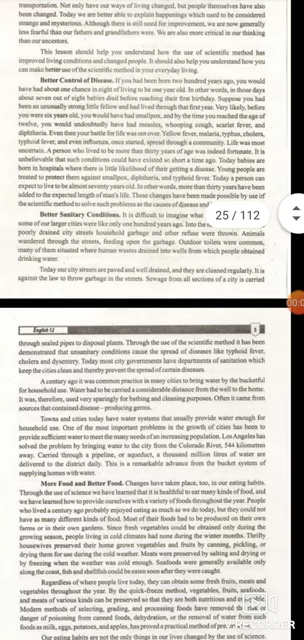 transportation. Not only have our ways of living changed, but people themselves have also
been changed. Today we are better able to explain happenings which used to be considered
strange and mysterious. Although there is still need for improvement, we are now generally
less fearful than our fathers and grandfathers were. We are also more critical in our thinking
than our ancestors.
This lesson should help you understand how the use of scientific method has
improved living conditions and changed people. It should also help you understand how you
can make better use of the scientific method in your everyday living.
Better Control of Disease. If you had been born two hundred years ago, you would
have had about one chance in eight of living to be one year old. In other words, in those days
about seven out of eight babies died before reaching their first birthday. Suppose you had
been an unusually strong little fellow and had lived through that first year. Very likely, before
you were six years old, you would have had smallpox, and by the time you reached the age of
twelve, you would undoubtedly have had measles, whooping cough, scarlet fever, and
diphtheria. Even then your battle for life was not over. Yellow fever, malaria, typhus, cholera,
typhoid fever, and even influenza, once started, spread through a community. Life was most
uncertain. A person who lived to be more than thirty years of age was indeed fortunate. It is
unbelievable that such conditions could have existed so short a time ago. Today babies are
born in hospitals where there is little likelihood of their getting a disease. Young people are
treated to protect them against smallpox, diphtheria, and typhoid fever. Today a person can
expect to live to be almost seventy years old. In other words, more than thirty years have been
added to the expected length of man's life. These changes have been made possible by use of
the scientific method to solve such problems as the causes of disease and
Better Sanitary Conditions. It is difficult to imagine what
some of our larger cities were like only one hundred years ago. Into the
25 / 112
poorly drained city streets household garbage and other refuse were thrown. Animals
wandered through the streets, feeding upon the garbage. Outdoor toilets were common,
many of them situated where human wastes drained into wells from which people obtained
drinking water.
Today our city streets are paved and well drained, and they are cleaned regularly. It is
against the law to throw garbage in the streets. Sewage from all sections of a city is carried
English 12
through sealed pipes to disposal plants. Through the use of the scientific method it has been
demonstrated that unsanitary conditions cause the spread of diseases like typhoid fever,
cholera and dysentery. Today most city governments have departments of sanitation which
keep the cities clean and thereby prevent the spread of certain diseases.
A century ago it was common practice in many cities to bring water by the bucketful
for household use. Water had to be carried a considerable distance from the well to the home.
It was, therefore, used very sparingly for bathing and cleaning purposes. Often it came from
sources that contained disease – producing germs.
Towns and cities today have water systems that usually provide water enough for
household use. One of the most important problems in the growth of cities has been to
provide sufficient water to meet the many needs of an increasing population. Los Angeles has
solved the problem by bringing water to the city from the Colorado River, 544 kilometres
away. Carried through a pipeline, or aqueduct, a thousand million litres of water are
delivered to the district daily. This is a remarkable advance from the bucket system of
supplying homes with water.
More Food and Better Food. Changes have taken place, too, in our eating habits.
Through the use of science we have learned that it is healthful to eat many kinds of food, and
we have learned how to provide ourselves with a variety of foods throughout the year. People
who lived a century ago probably enjoyed eating as much as we do today, but they could not
have as many different kinds of food. Most of their foods had to be produced on their own
farms or in their own gardens. Since fresh vegetables could be obtained only during the
growing season, people living in cold climates had none during the winter months. Thrifty
housewives preserved their home grown vegetables and fruits by canning, pickling, or
drying them for use during the cold weather. Meats were preserved by salting and drying or
by freezing when the weather was cold enough. Seafoods were generally available only
along the coast, fish and shellfish could be eaten soon after they were caught.
Regardless of where people live today, they can obtain some fresh fruits, meats and
vegetables throughout the year. By the quick-freeze method, vegetables, fruits, seafoods,
and meats of various kinds can be preserved so that they are both nutritious and
Modern methods of selecting, grading, and processing foods have removed
danger of poisoning from canned foods, dehydration, or the removal of water from such
foods as milk, eggs, potatoes, and apples, has proved a practical method of
Our eating habits are not the only things in our lives changed by the use of science.